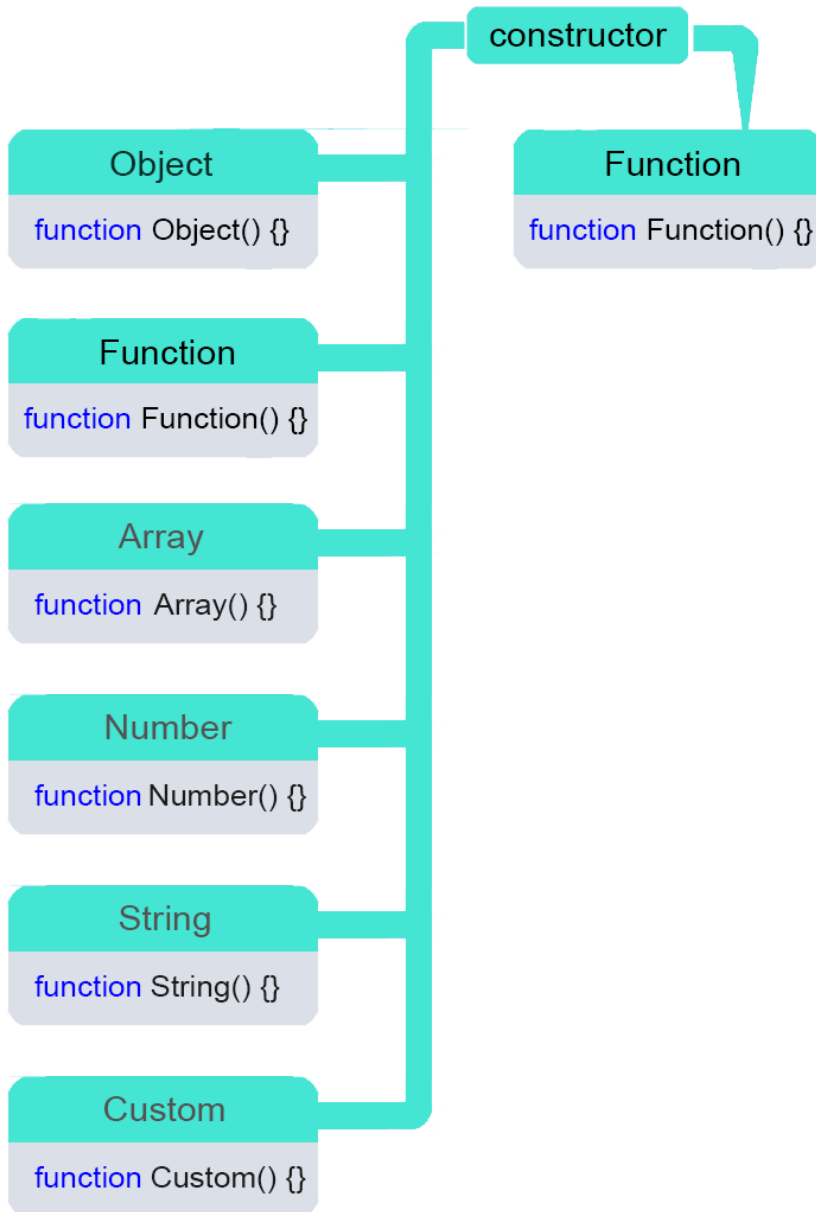 constructor
Object
function Object() {}
Function
function Function() {}
Function
function Function() {}
Array
function Array() {}
Number
function Number() {}
String
function String() {}
Custom
function Custom() {}